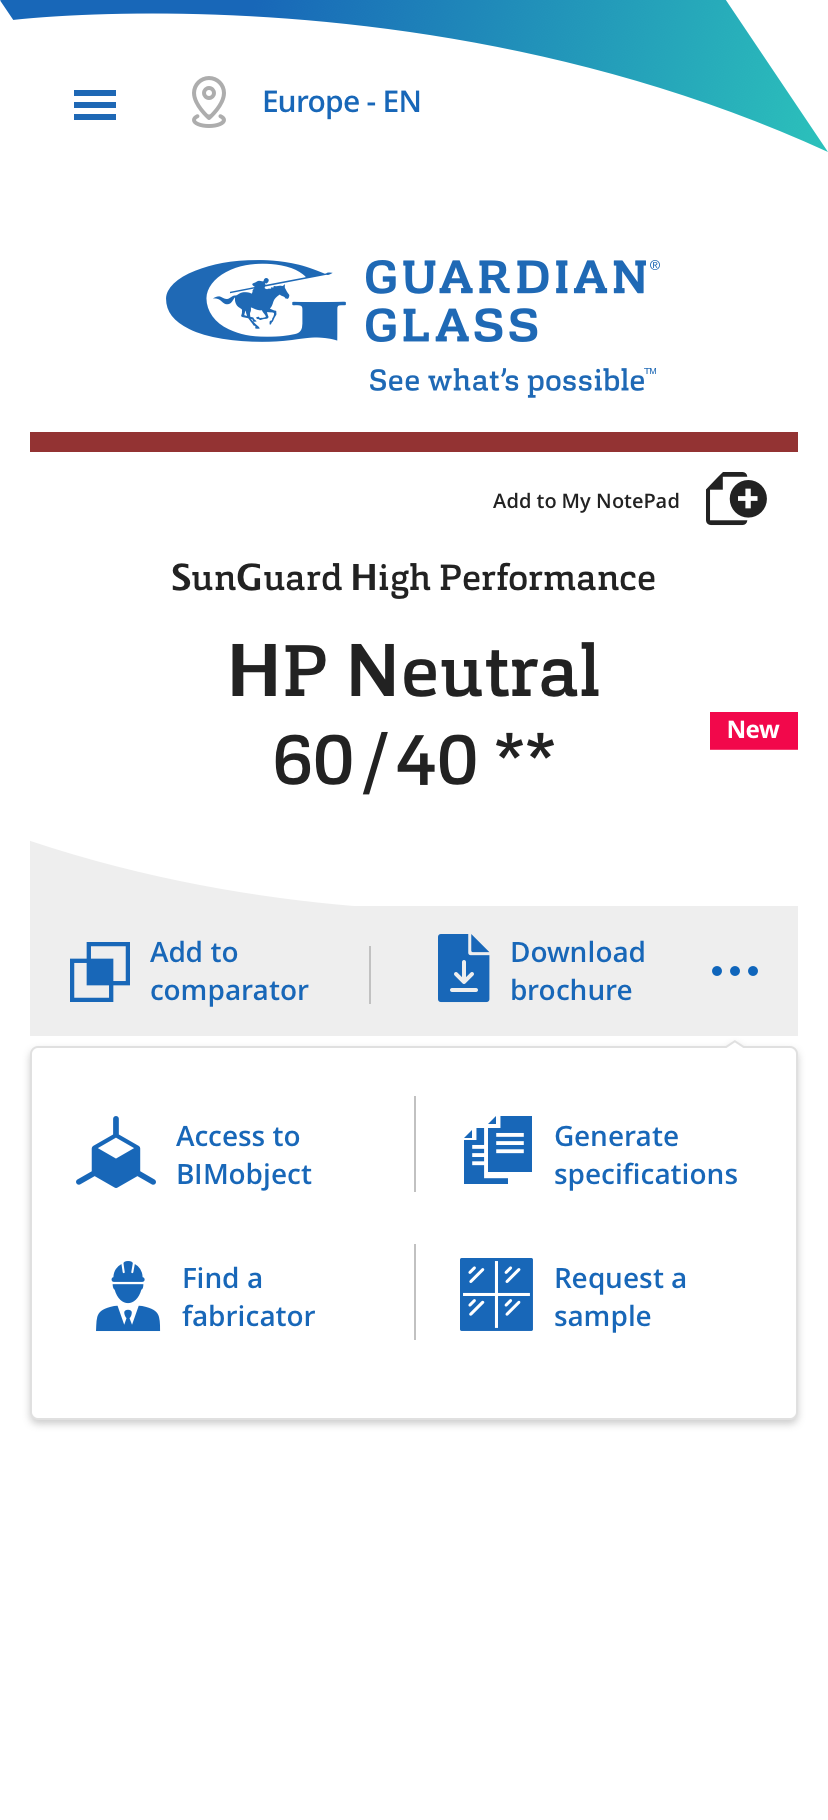 Europe - EN
GUARDIAN®
GLASS
See what's possible™
Add to My NotePad
SunGuard High Performance
HP Neutral
60/40 **
New
Add to
comparator
Download
brochure
Access to
BIMobject
Generate
specifications
Find a
fabricator
Request a
sample